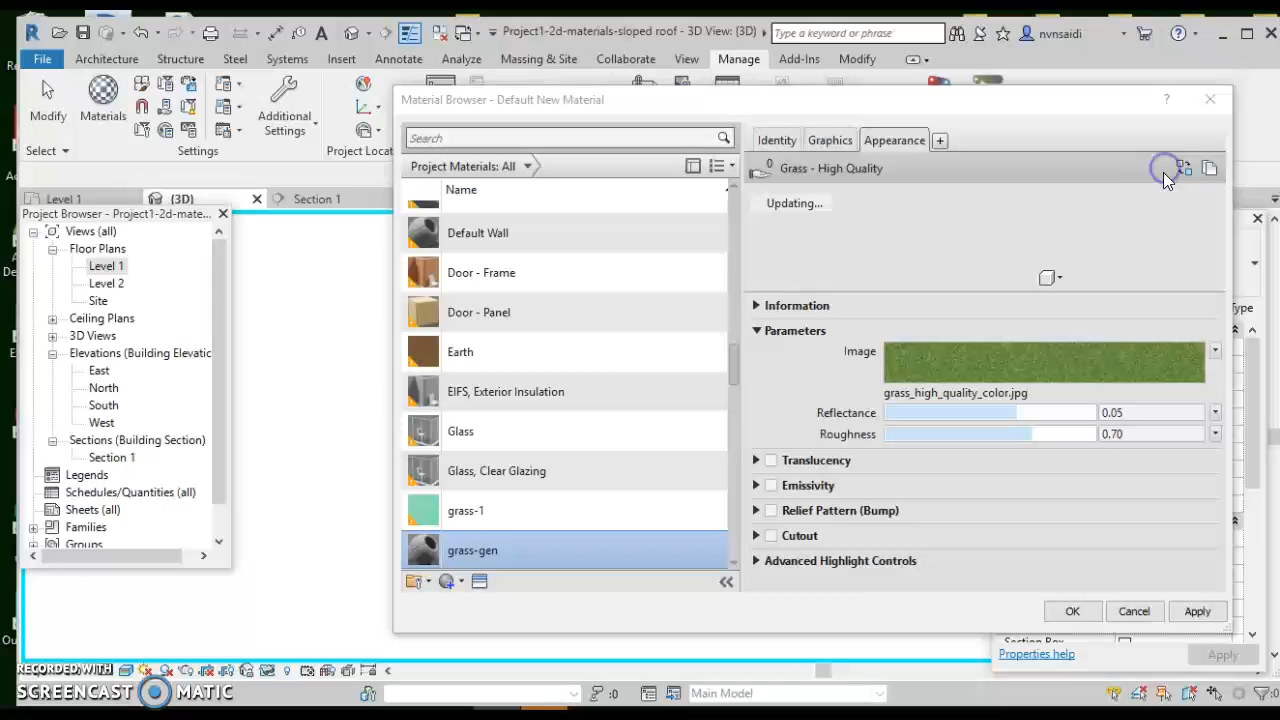 Project1-2d-materials-sloped roof - 3D View: {3D}
Type a keyword or phrase
nvnsaidi
File
Architecture
Structure
Steel
Systems
Insert
Annotate
Analyze
Massing & Site
Collaborate
View
Manage
Add-Ins
Modify
Modify
Materials
Additional
Settings
Select
Settings
Project Locat
Level 1
{3D}
Section 1
Project Browser - Project1-2d-mate...
Views (all)
Floor Plans
Level 1
Level 2
Site
Ceiling Plans
3D Views
Elevations (Building Elevatic
East
North
South
West
Sections (Building Section)
Section 1
Legends
Schedules/Quantities (all)
Sheets (all)
Families
Groups
Material Browser - Default New Material
Search
Project Materials: All
Name
Default Wall
Door - Frame
Door - Panel
Earth
EIFS, Exterior Insulation
Glass
Glass, Clear Glazing
grass-1
grass-gen
Identity
Graphics
Appearance
0
Grass - High Quality
Updating...
Information
Parameters
Image
grass_high_quality_color.jpg
Reflectance
0.05
Roughness
0.70
Translucency
Emissivity
Relief Pattern (Bump)
Cutout
Advanced Highlight Controls
OK
Cancel
Apply
Type
Section Box
Properties help
Apply
RECORDED WITH
SCREENCAST MATIC
:0
Main Model
:0